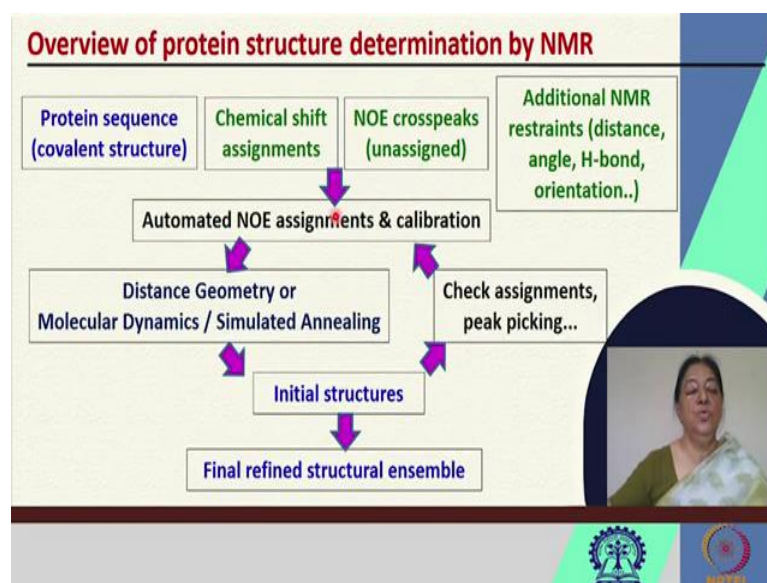 Overview of protein structure determination by NMR
Protein sequence
(covalent structure)
Chemical shift
assignments
NOE crosspeaks
(unassigned)
Additional NMR
restraints (distance,
angle, H-bond,
orientation..)
Automated NOE assignments & calibration
Distance Geometry or
Molecular Dynamics / Simulated Annealing
Check assignments,
peak picking...
Initial structures
Final refined structural ensemble